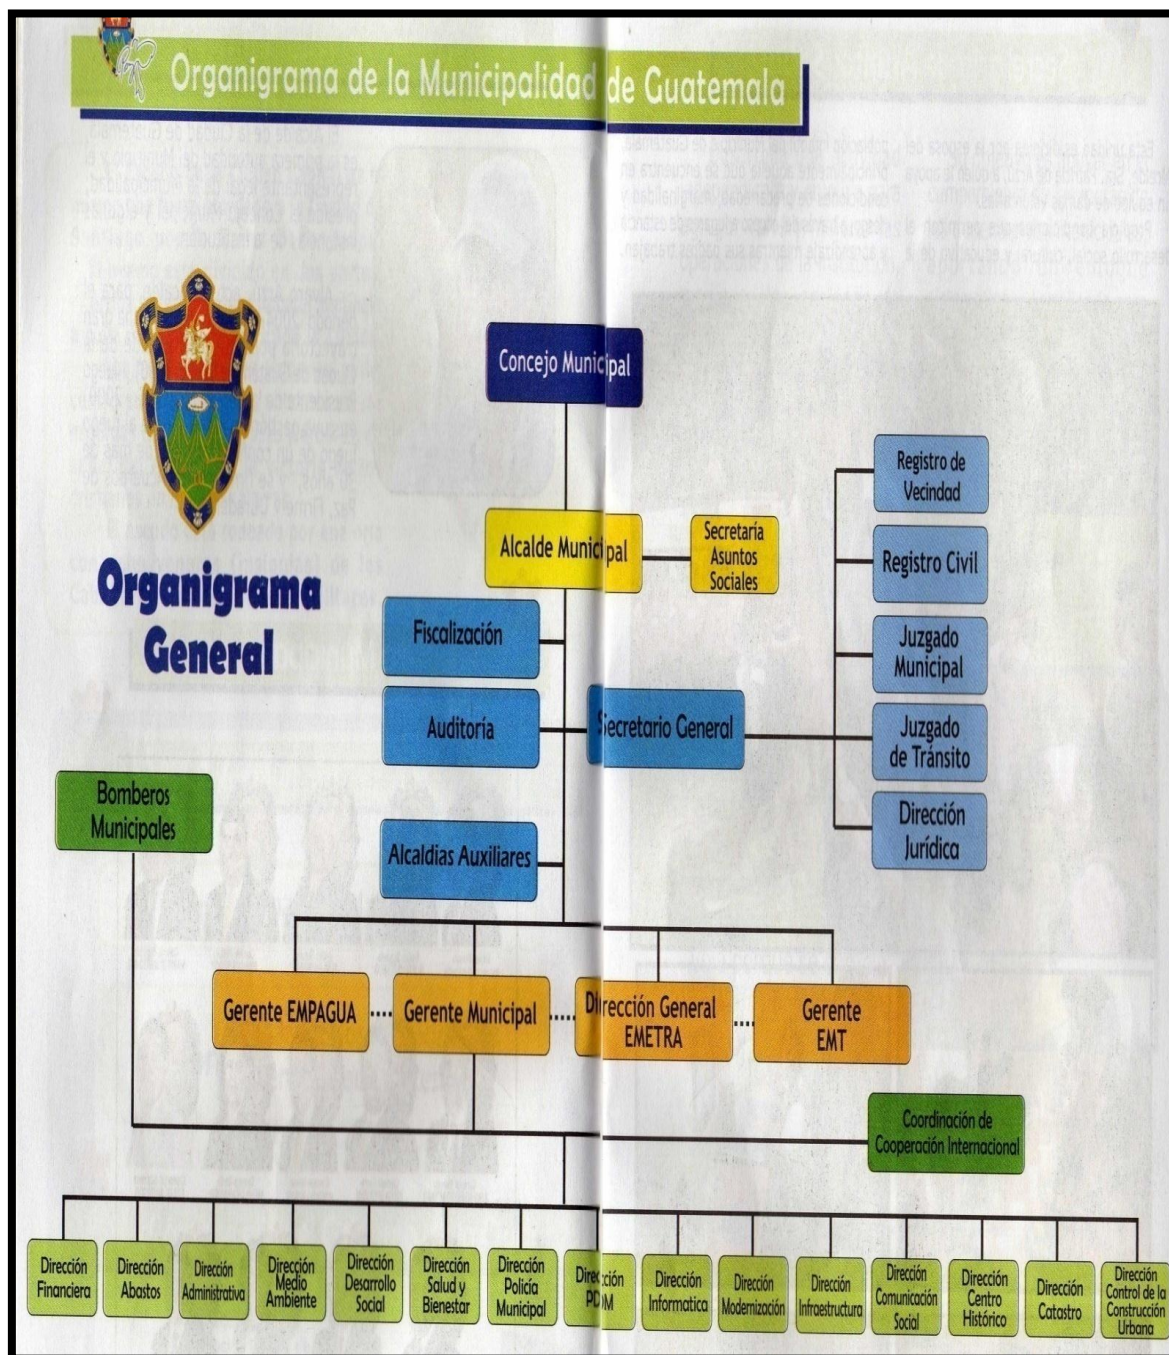 Organigrama de la Municipalidad de Guatemala
Organigrama
General
Concejo Municipal
Alcalde Municipal
Secretaría
Asuntos
Sociales
Registro de
Vecindad
Registro Civil
Juzgado
Municipal
Juzgado
de Tránsito
Dirección
Jurídica
Fiscalización
Auditoría
Secretario General
Alcaldias Auxiliares
Bomberos
Municipales
Gerente EMPAGUA
Gerente Municipal
Dirección General
EMETRA
Gerente
EMT
Coordinación de
Cooperación Internacional
Dirección
Financiera
Dirección
Abastos
Dirección
Administrativa
Dirección
Medio
Ambiente
Dirección
Desarrollo
Social
Dirección
Salud y
Bienestar
Dirección
Policía
Municipal
Dirección
PDM
Dirección
Informatica
Dirección
Modernización
Dirección
Infraestructura
Dirección
Comunicación
Social
Dirección
Centro
Histórico
Dirección
Catastro
Dirección
Control de la
Construcción
Urbana